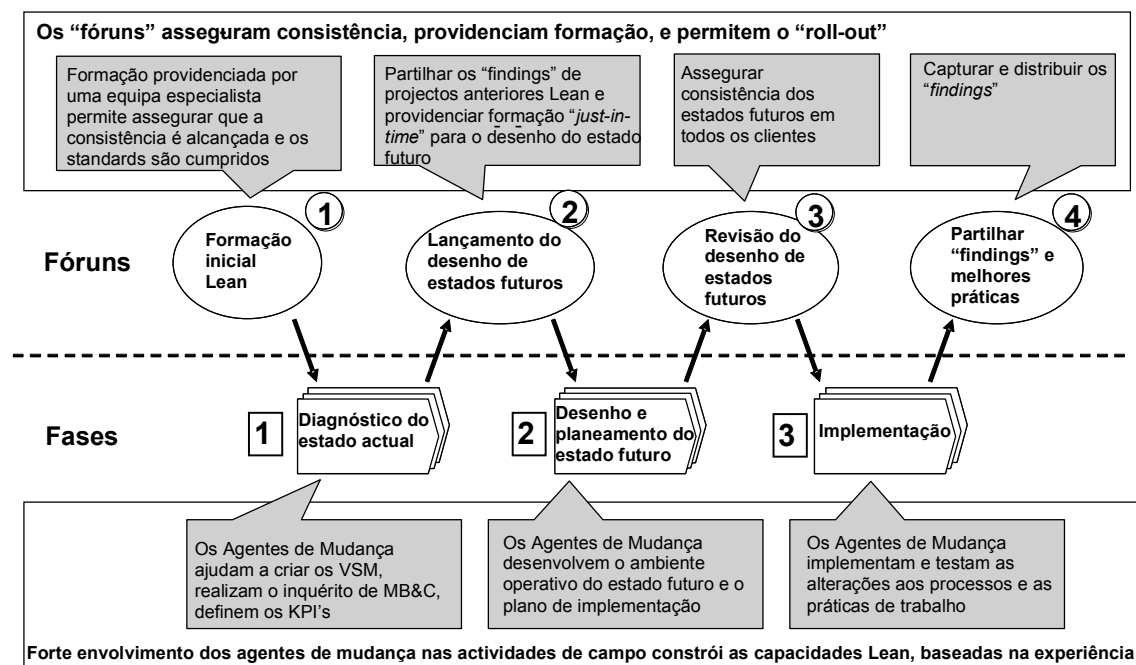 Os “fóruns” asseguram consistência, providenciam formação, e permitem o “roll-out”
Formação providenciada por
uma equipa especialista
permite assegurar que a
consistência é alcançada e os
standards são cumpridos
Partilhar os “findings” de
projectos anteriores Lean e
providenciar formação “just-in-
time” para o desenho do estado
futuro
Assegurar
consistência dos
estados futuros em
todos os clientes
Capturar e distribuir os
“findings”
Fóruns
1
Formação
inicial
Lean
2
Lançamento do
desenho de
estados futuros
3
Revisão do
desenho de
estados
futuros
4
Partilhar
“findings” e
melhores
práticas
Fases
1
Diagnóstico do
estado actual
2
Desenho e
planeamento do
estado futuro
3
Implementação
Os Agentes de Mudança
ajudam a criar os VSM,
realizam o inquérito de MB&C,
definem os KPI’s
Os Agentes de Mudança
desenvolvem o ambiente
operativo do estado futuro e o
plano de implementação
Os Agentes de Mudança
implementam e testam as
alterações aos processos e as
práticas de trabalho
Forte envolvimento dos agentes de mudança nas actividades de campo constrói as capacidades Lean, baseadas na experiência